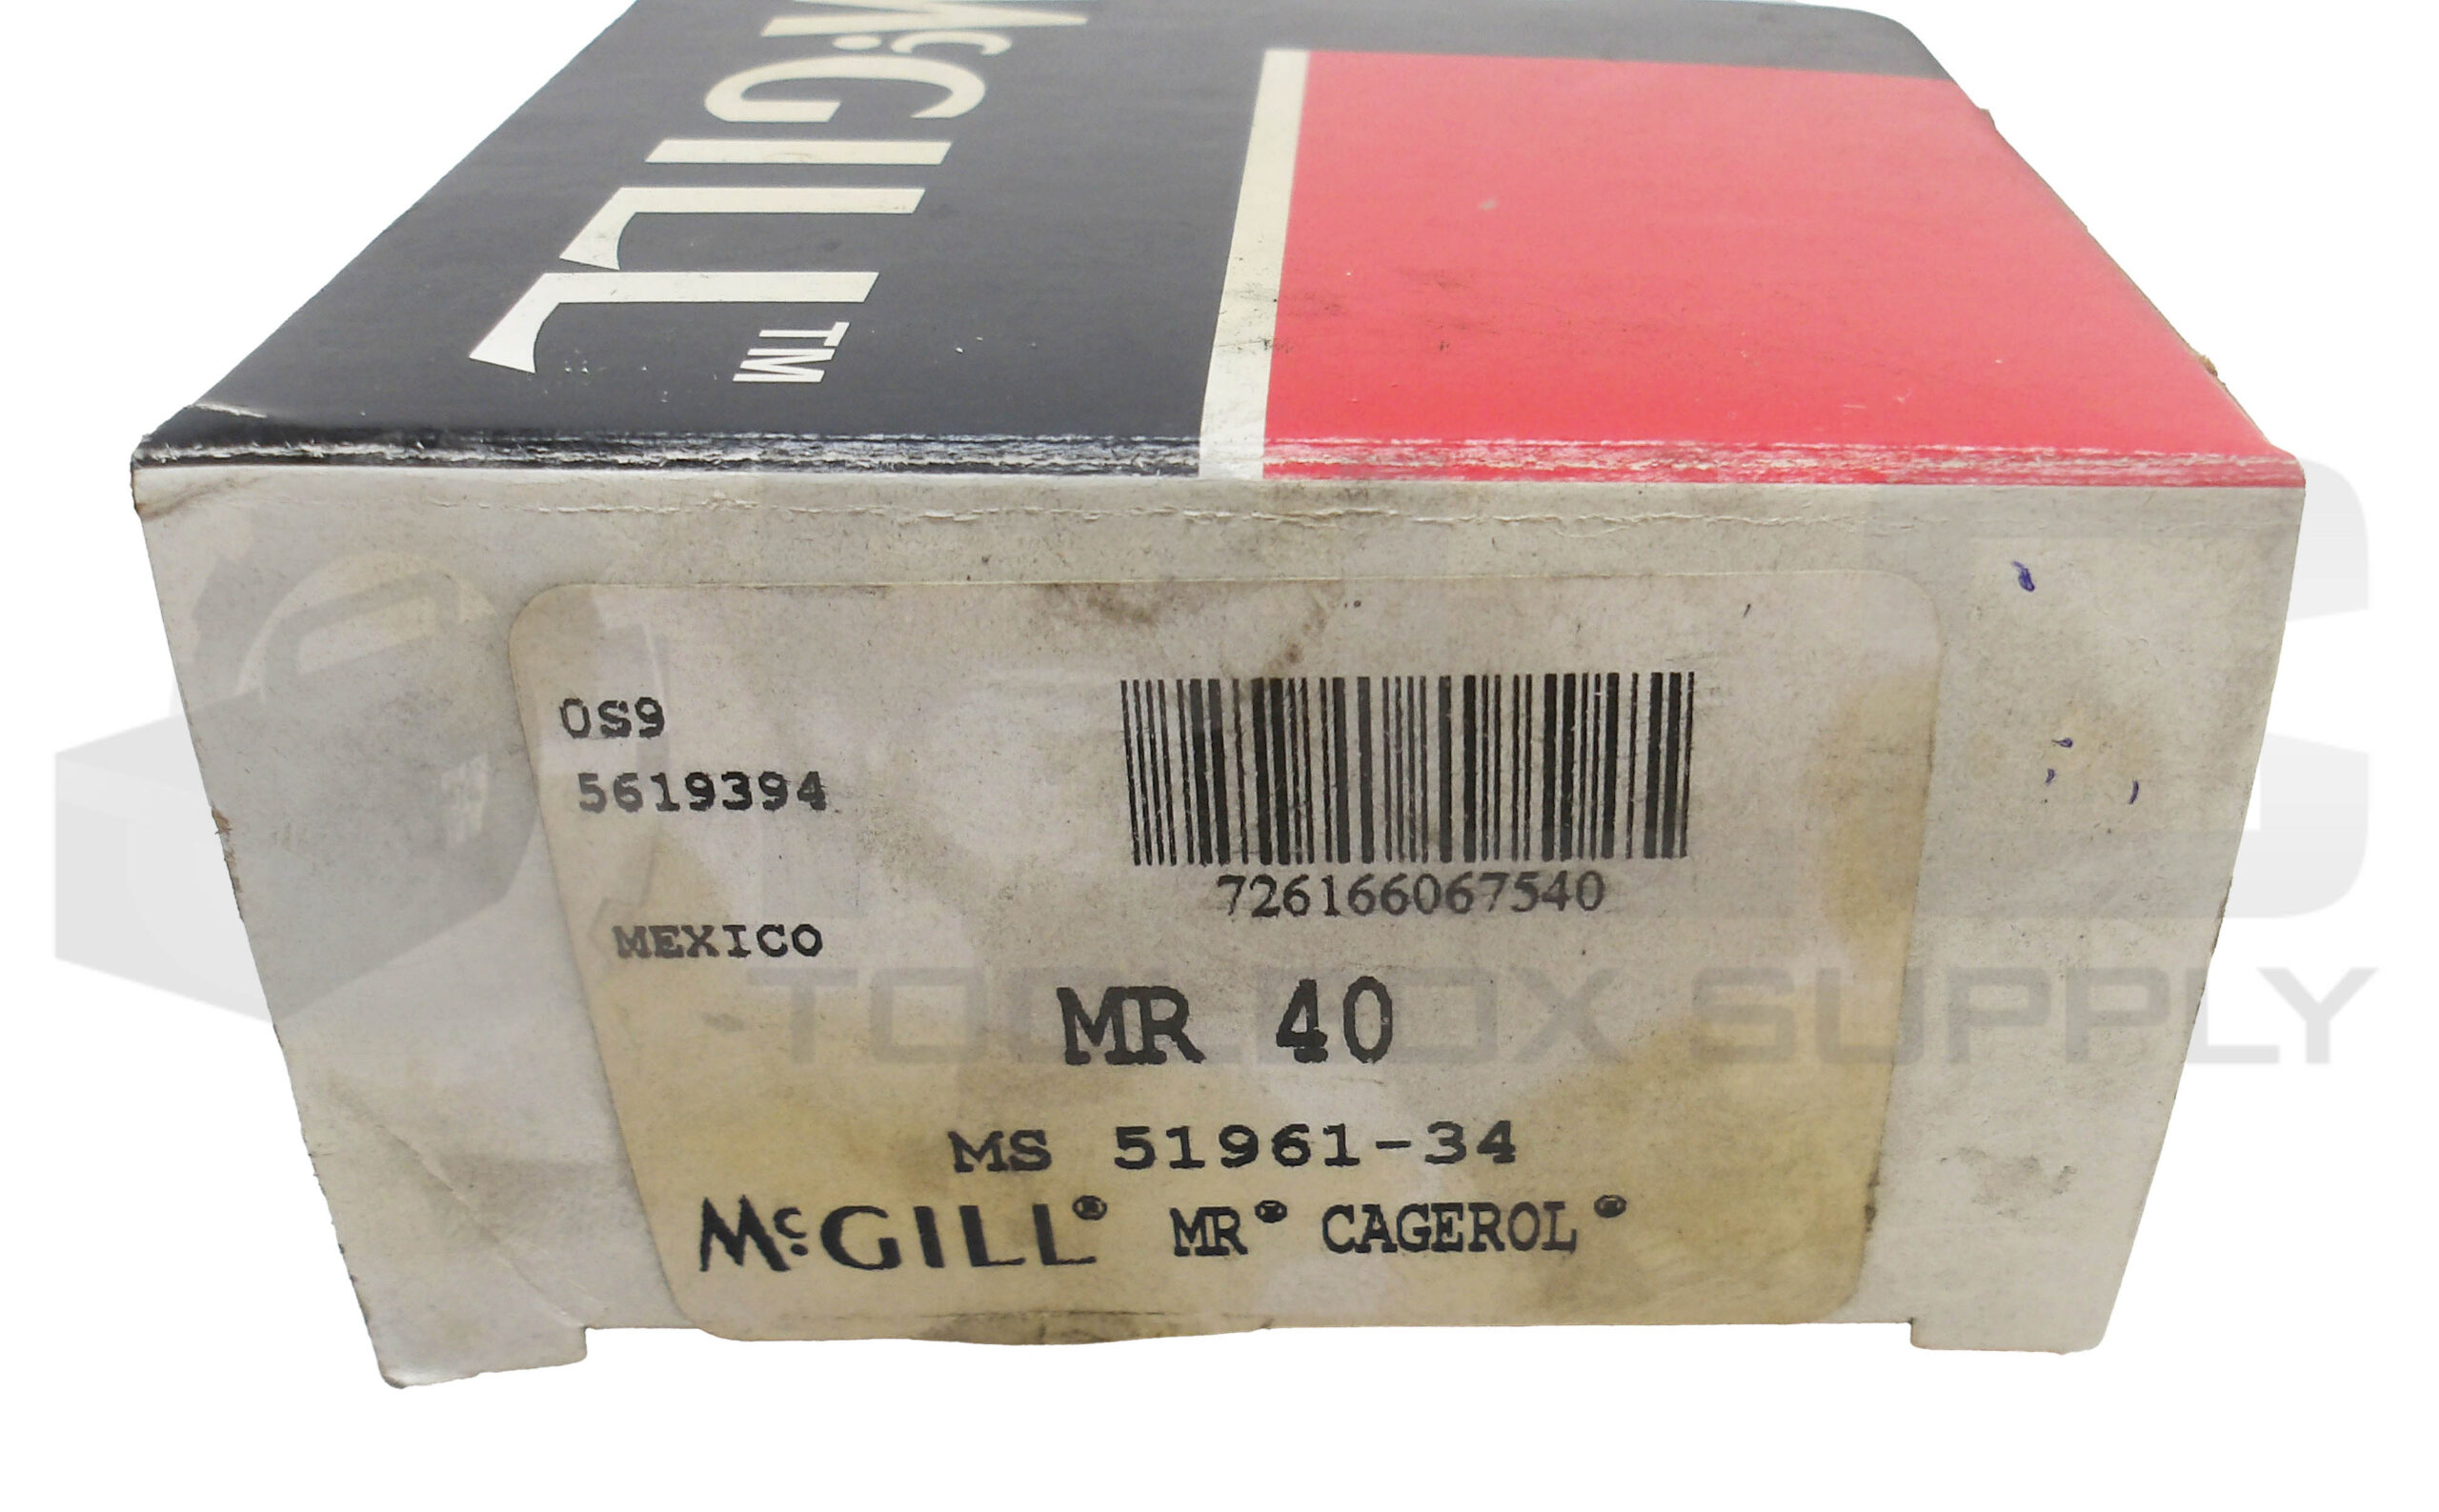 McGILL™
OS9
5619394
726166067540
MEXICO
MR 40
MS 51961-34
McGILL® MR® CAGEROL®
TOOLBOX SUPPLY